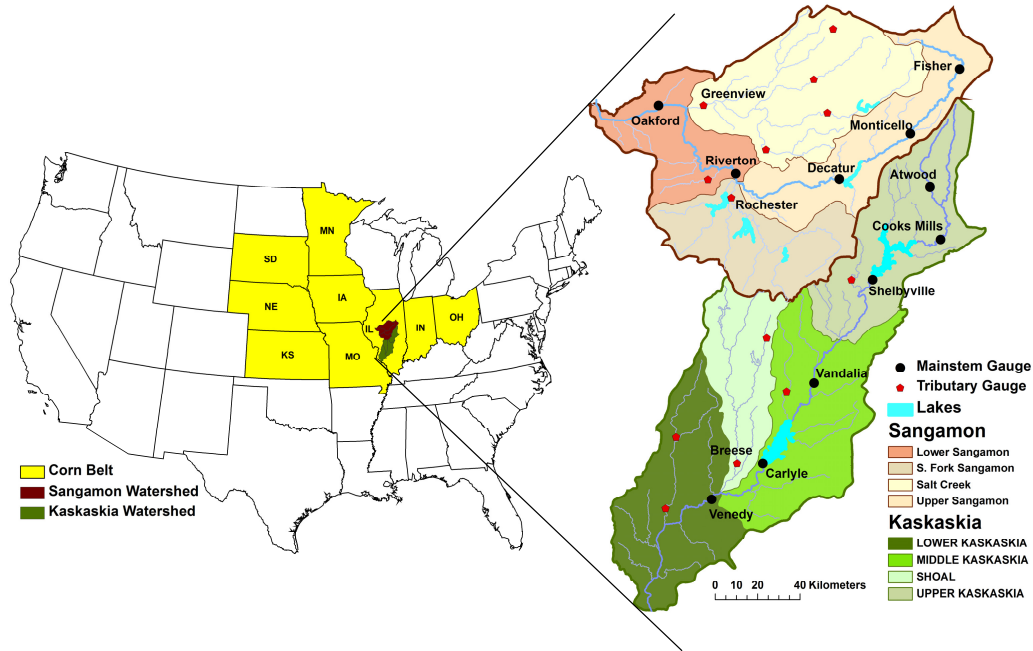 MN
SD
IA
NE
IL
IN
OH
KS
MO
Corn Belt
Sangamon Watershed
Kaskaskia Watershed
Fisher
Greenview
Oakford
Monticello
Riverton
Decatur
Atwood
Rochester
Cooks Mills
Shelbyville
Vandalia
Breese
Carlyle
Venedy
0 10 20 40 Kilometers
Mainstem Gauge
Tributary Gauge
Lakes
Sangamon
Lower Sangamon
S. Fork Sangamon
Salt Creek
Upper Sangamon
Kaskaskia
LOWER KASKASKIA
MIDDLE KASKASKIA
SHOAL
UPPER KASKASKIA